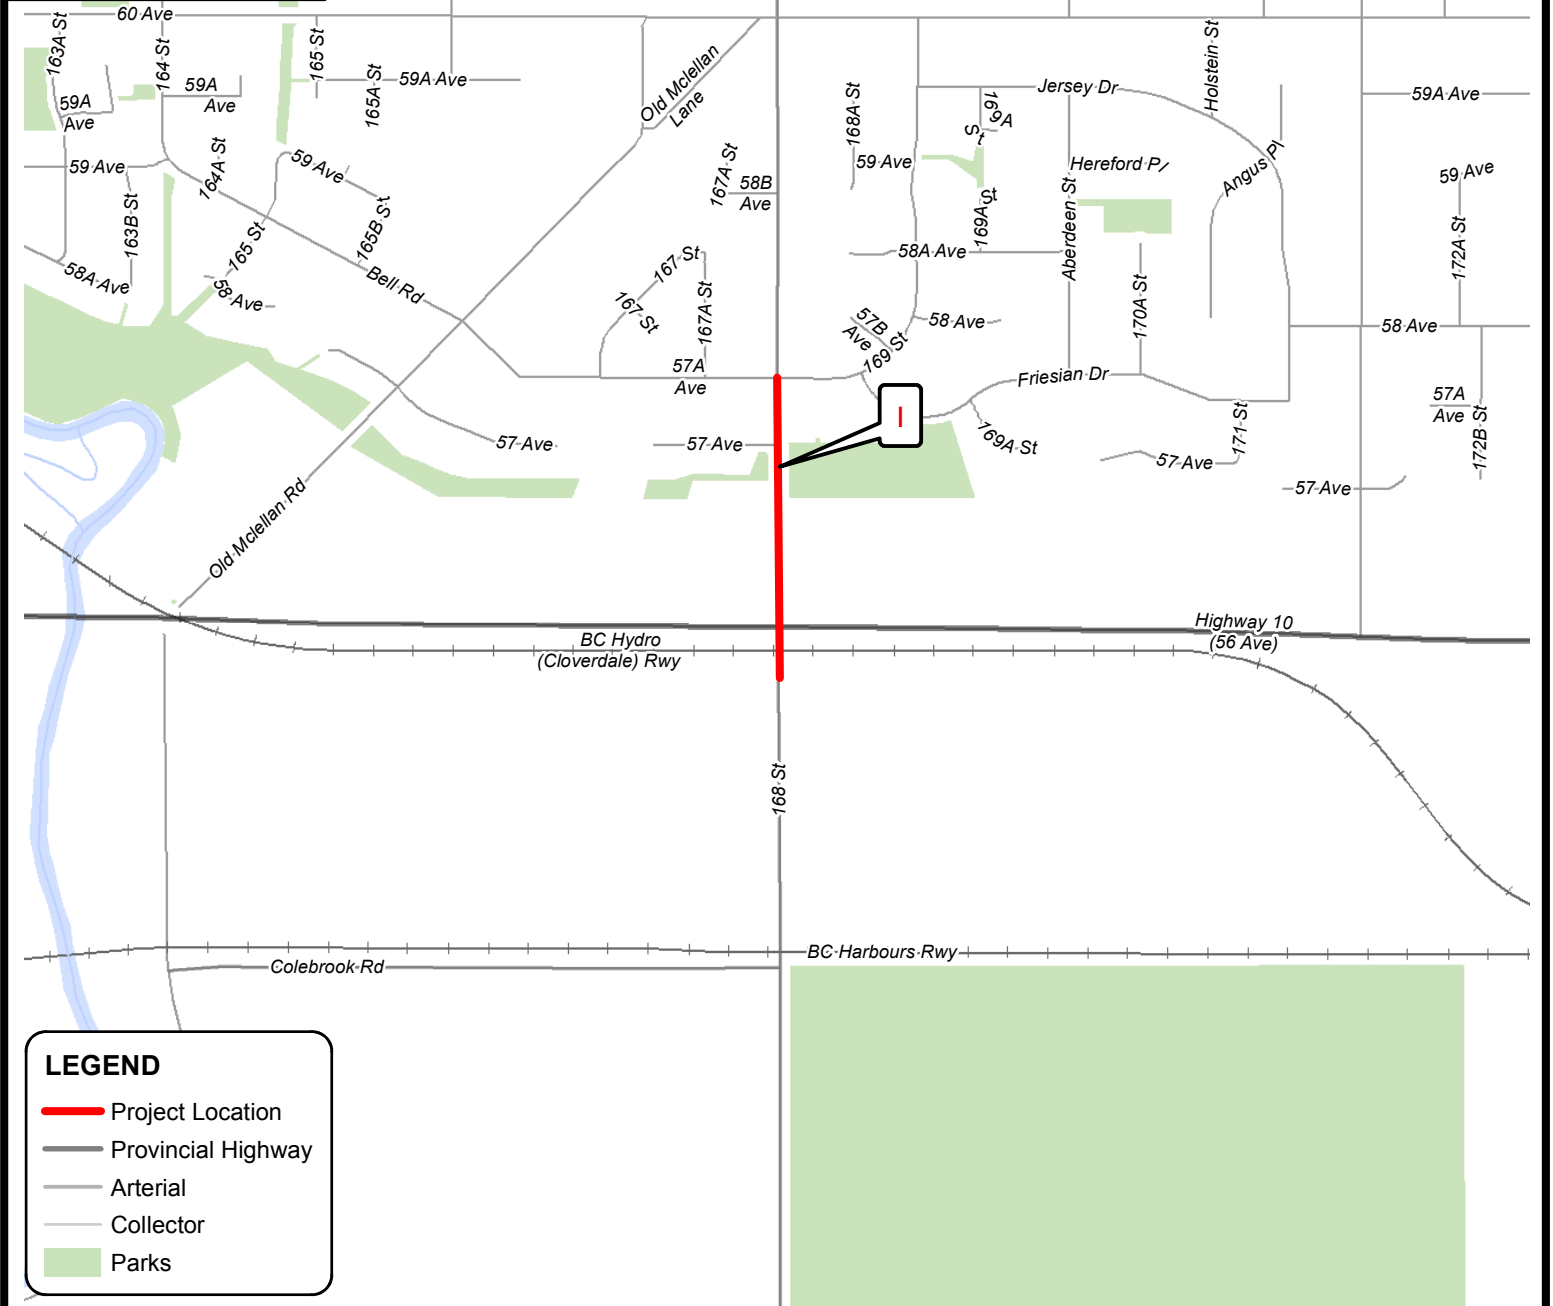 60 Ave
163A St
164 St
165 St
165A St
59A Ave
59A
Ave
59A
Ave
Old Mclellan
Lane
168A St
Jersey Dr
Holstein St
59A Ave
169A
St
59 Ave
164A St
59 Ave
167A St
58B
Ave
59 Ave
Hereford Pl
Angus Pl
59 Ave
163B St
165 St
165B St
169A St
Aberdeen St
172A St
58A Ave
58A Ave
167 St
58 Ave
Bell Rd
167 St
167A St
170A St
57B
Ave
169 St
58 Ave
58 Ave
57A
Ave
Friesian Dr
57A
Ave
I
57 Ave
57 Ave
169A St
171 St
172B St
57 Ave
57 Ave
Old Mclellan Rd
Highway 10
(56 Ave)
BC Hydro
(Cloverdale) Rwy
168 St
BC Harbours Rwy
Colebrook Rd
LEGEND
Project Location
Provincial Highway
Arterial
Collector
Parks